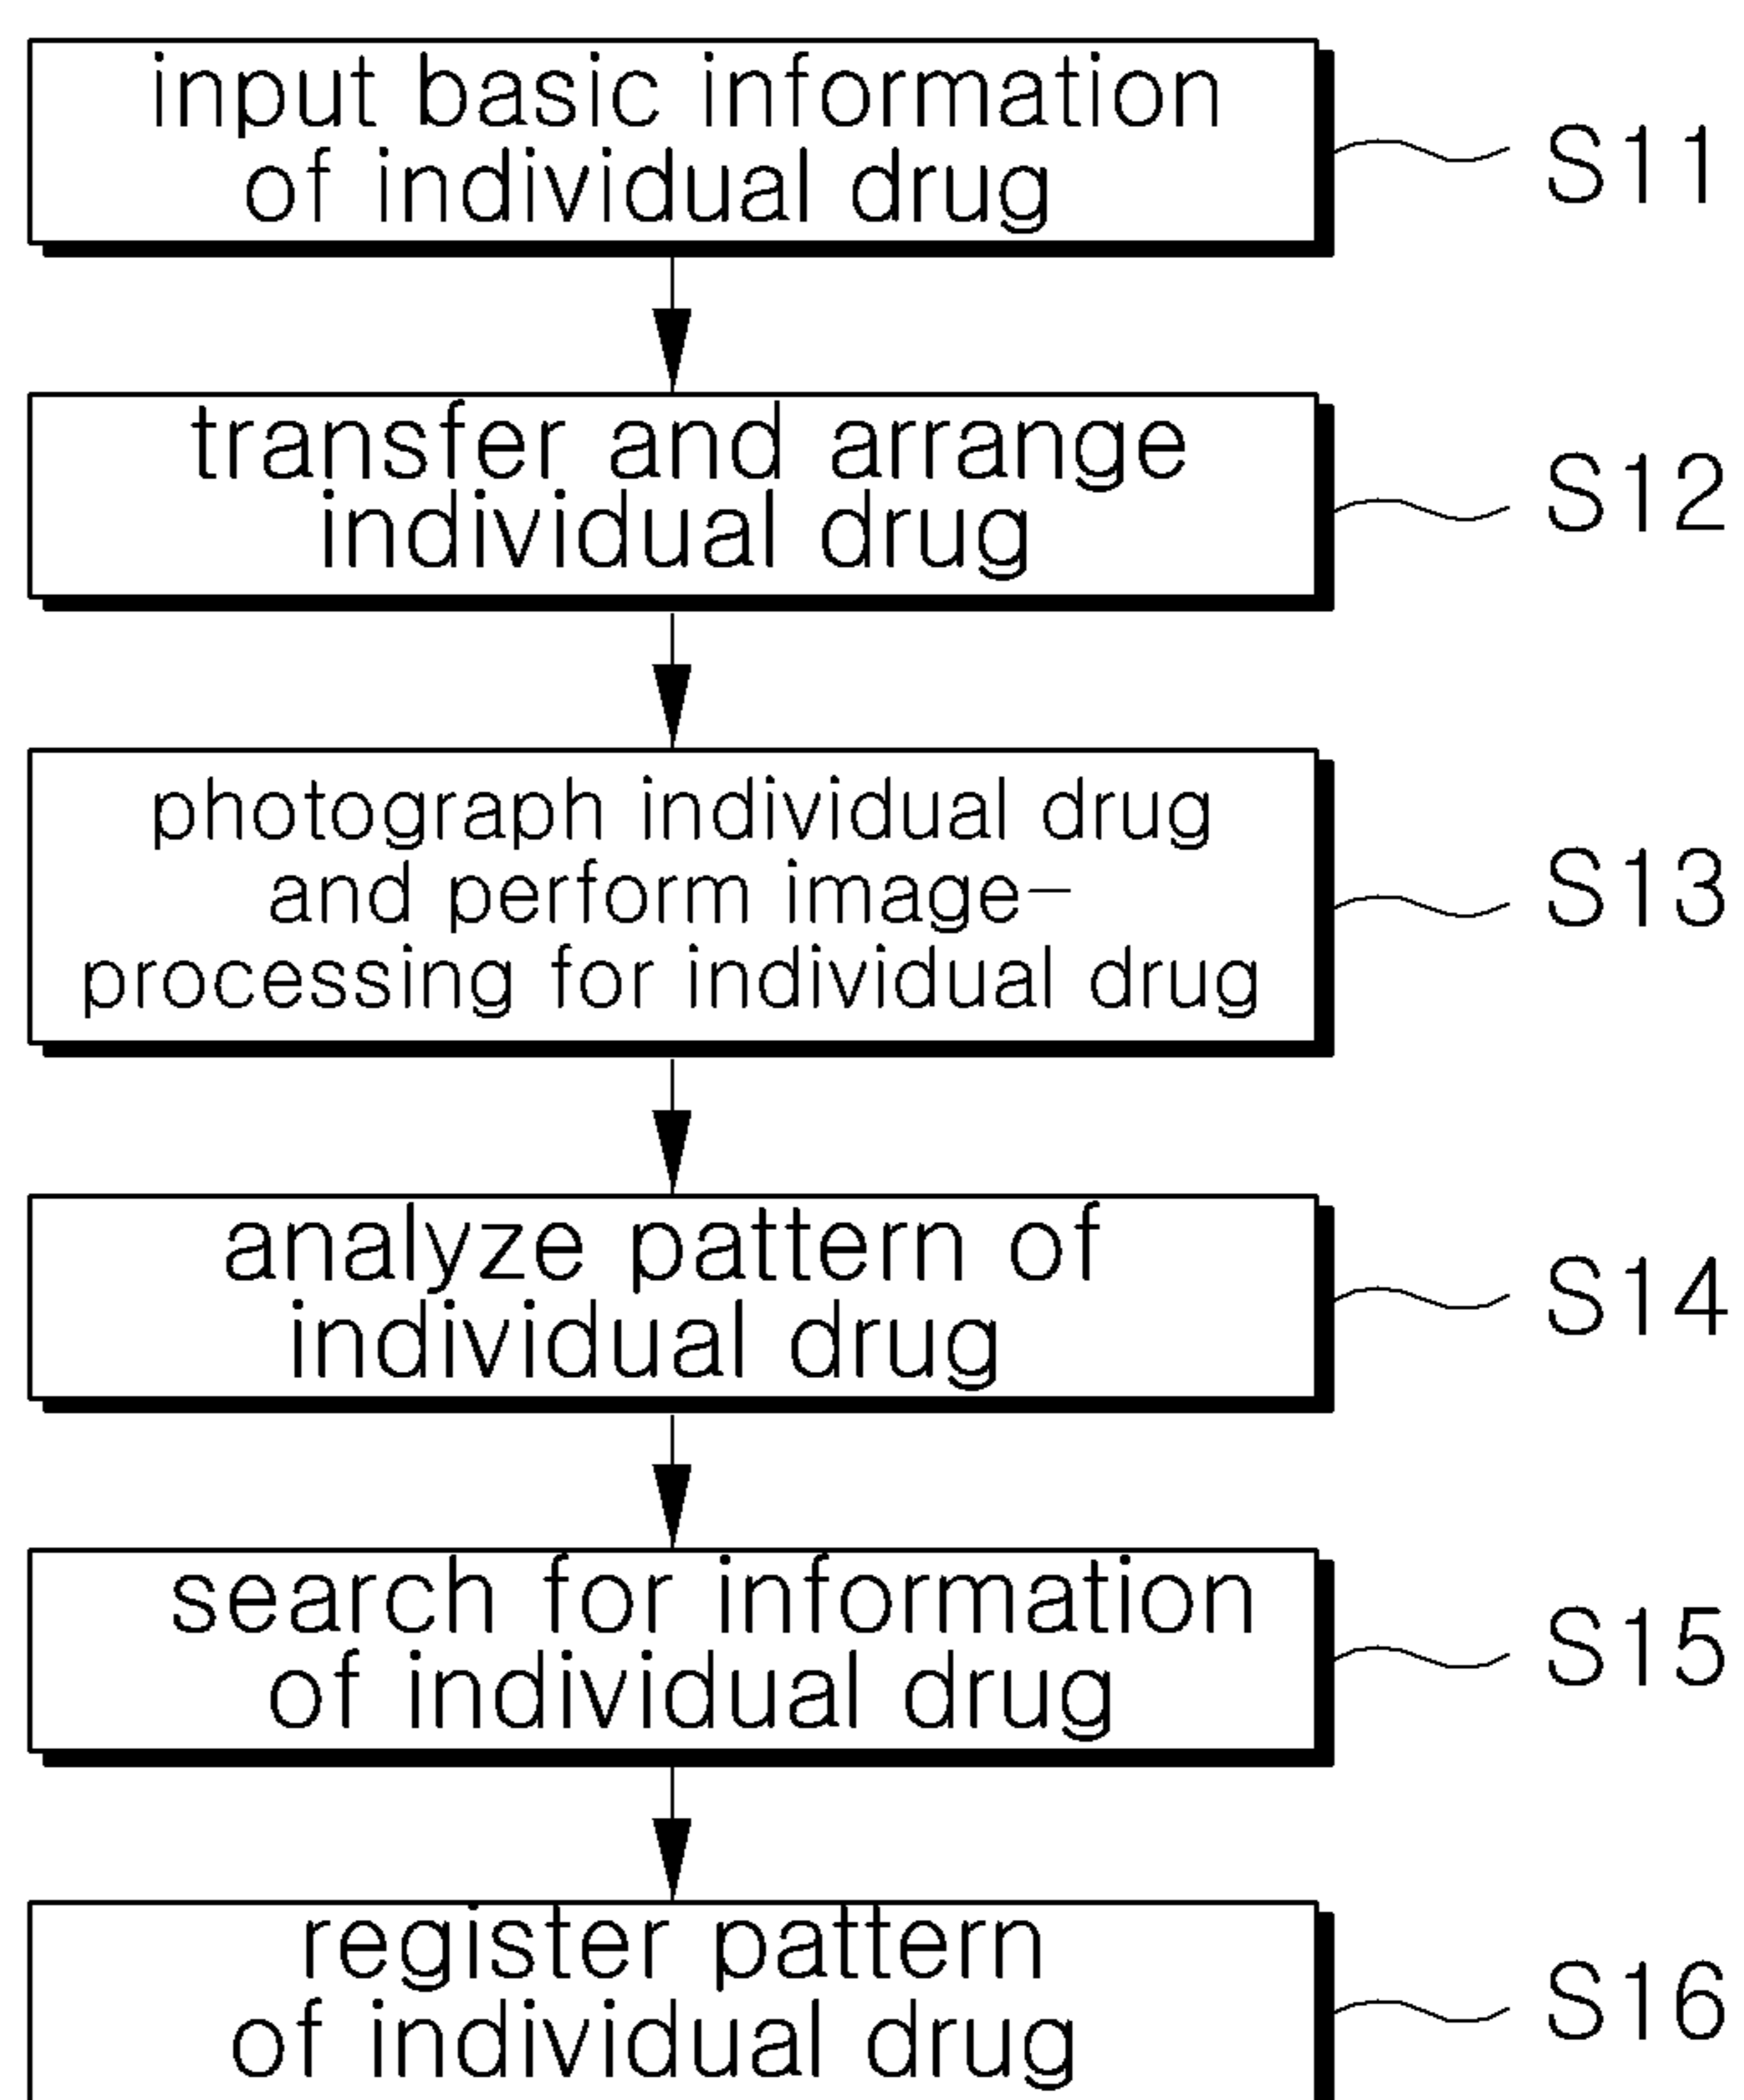 input basic information
of individual drug
S11
transfer and arrange
individual drug
S12
photograph individual drug
and perform image-
processing for individual drug
S13
analyze pattern of
individual drug
S14
search for information
of individual drug
S15
register pattern
of individual drug
S16